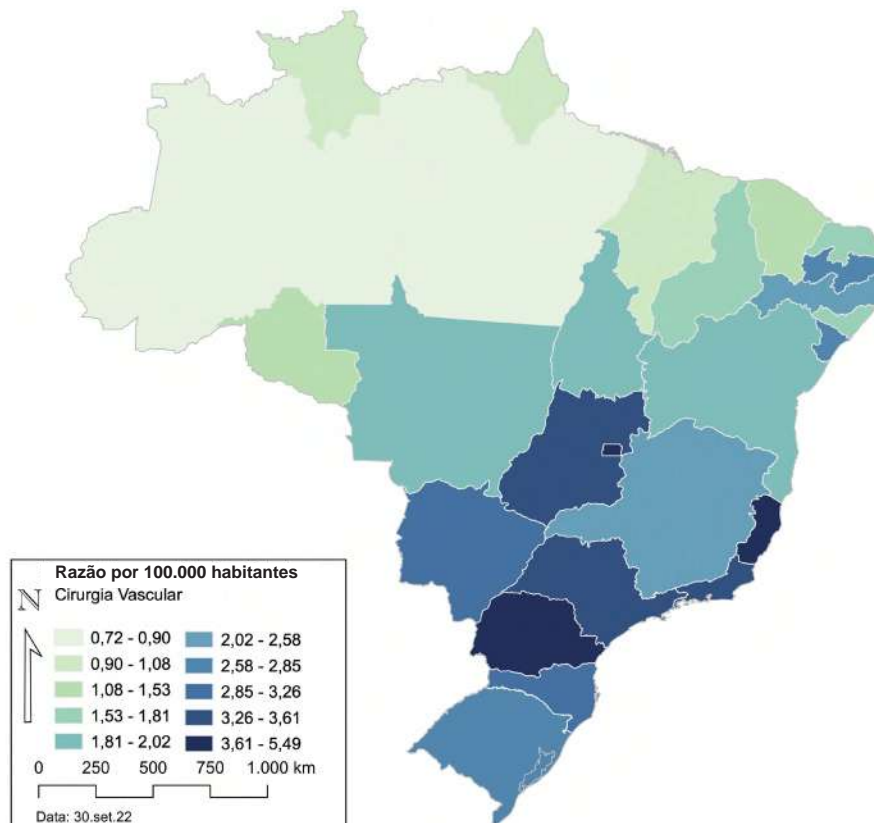 Razão por 100.000 habitantes
N Cirurgia Vascular
0,72 - 0,90
0,90 - 1,08
1,08 - 1,53
1,53 - 1,81
1,81 - 2,02
2,02 - 2,58
2,58 - 2,85
2,85 - 3,26
3,26 - 3,61
3,61 - 5,49
0 250 500 750 1.000 km
Data: 30.set.22